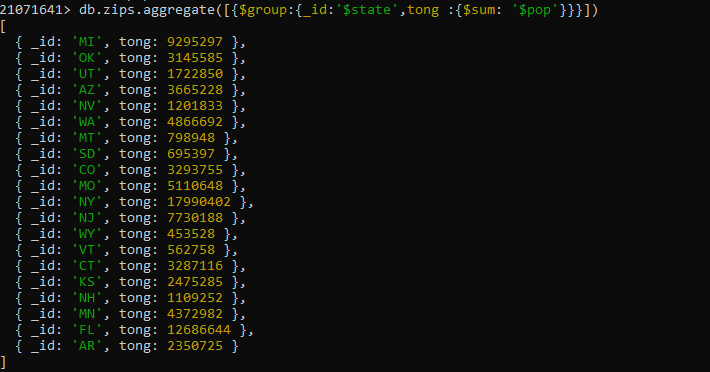 21071641> db.zips.aggregate([{$group:{_id:'$state',tong :{$sum: '$pop'}}}])
[
  { _id: 'MI', tong: 9295297 },
  { _id: 'OK', tong: 3145585 },
  { _id: 'UT', tong: 1722850 },
  { _id: 'AZ', tong: 3665228 },
  { _id: 'NV', tong: 1201833 },
  { _id: 'WA', tong: 4866692 },
  { _id: 'MT', tong: 798948 },
  { _id: 'SD', tong: 695397 },
  { _id: 'CO', tong: 3293755 },
  { _id: 'MO', tong: 5110648 },
  { _id: 'NY', tong: 17990402 },
  { _id: 'NJ', tong: 7730188 },
  { _id: 'WY', tong: 453528 },
  { _id: 'VT', tong: 562758 },
  { _id: 'CT', tong: 3287116 },
  { _id: 'KS', tong: 2475285 },
  { _id: 'NH', tong: 1109252 },
  { _id: 'MN', tong: 4372982 },
  { _id: 'FL', tong: 12686644 },
  { _id: 'AR', tong: 2350725 }
]